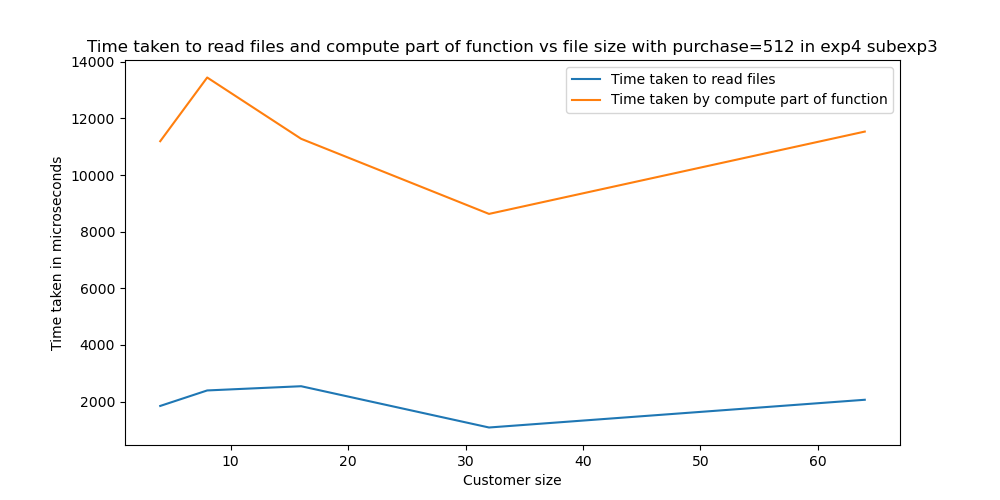 Time taken to read files and compute part of function vs file size with purchase=512 in exp4 subexp3
Time taken to read files
Time taken by compute part of function
14000
12000
10000
8000
6000
4000
2000
Time taken in microseconds
10 20 30 40 50 60
Customer size